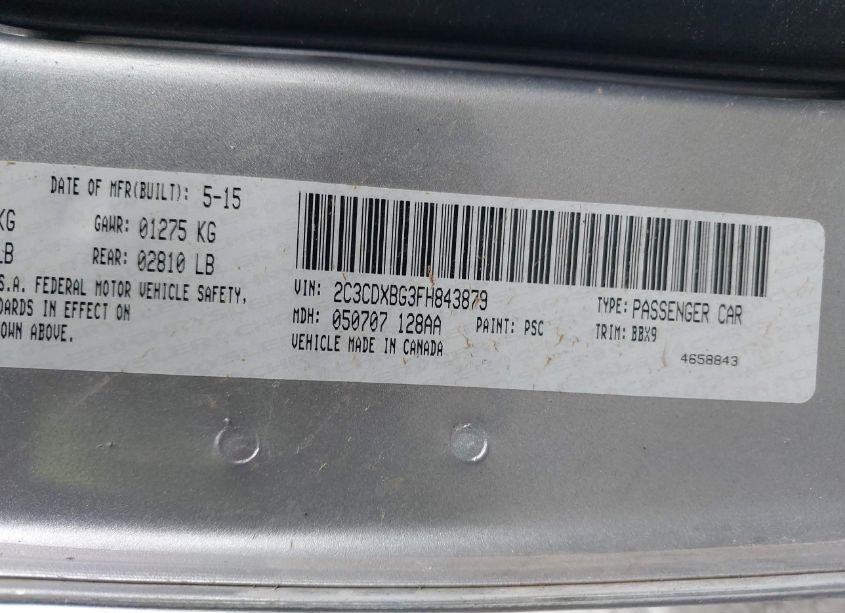 DATE OF MFR(BUILT): 5-15
KG GAWR: 01275 KG
LB REAR: 02810 LB
S.A. FEDERAL MOTOR VEHICLE SAFETY,
DARDS IN EFFECT ON
OWN ABOVE.
VIN: 2C3CDXBG3FH843879 TYPE: PASSENGER CAR
MDH: 050707 128AA PAINT: PSC TRIM: BBX9
VEHICLE MADE IN CANADA 4658843